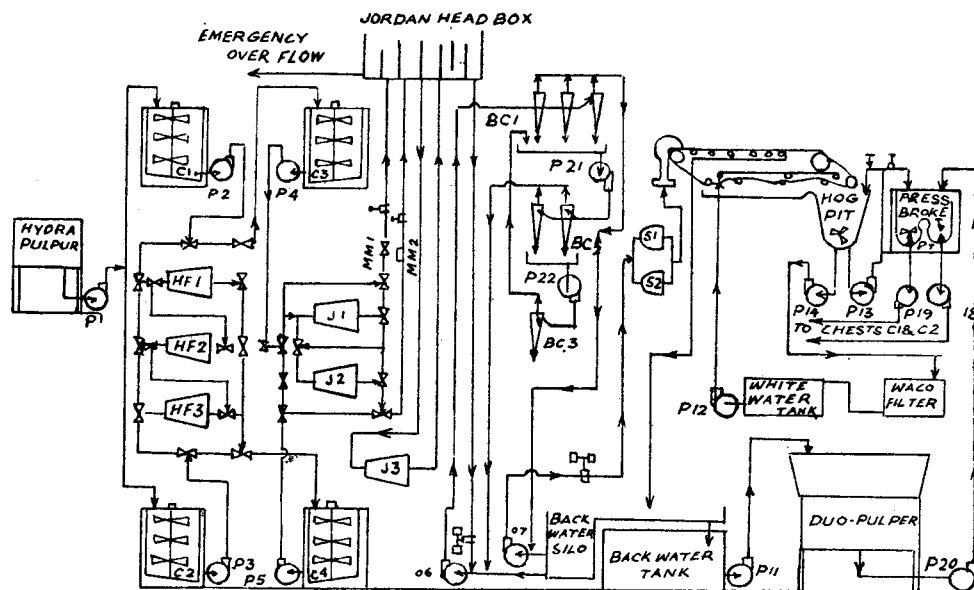 JORDAN HEAD BOX
EMERGENCY
OVER FLOW
C1
P2
P4
C3
HYDRA
PULPUR
P1
HF1
HF2
HF3
MM1
MM2
J1
J2
J3
C2
P3
P5
C4
BC1
P21
BC
P22
BC3
S1
S2
HOG
PIT
PRESS
BROKE
P7
P14
P13
P19
18
TO CHESTS C1& C2
P12
WHITE
WATER
TANK
WACO
FILTER
06
07
BACK
WATER
SILO
BACK WATER
TANK
P11
DUO-PULPER
P20